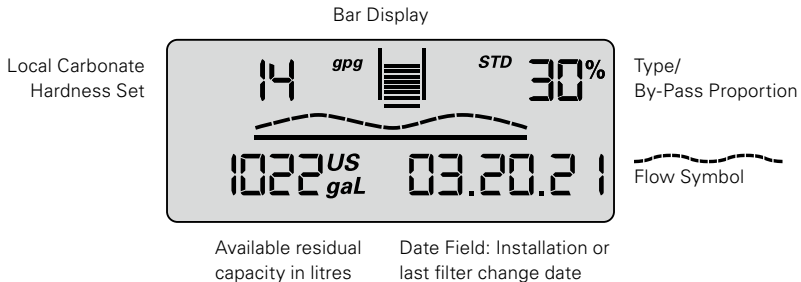 Bar Display
Local Carbonate
Hardness Set
14 gpg STD 30%
Type/
By-Pass Proportion
1022 US gaL 03.20.21
Flow Symbol
Available residual
capacity in litres
Date Field: Installation or
last filter change date